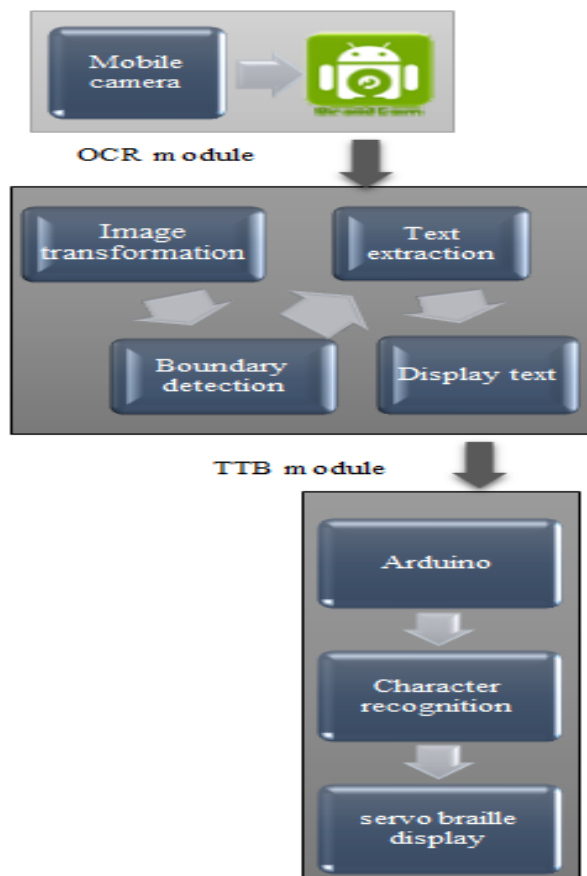 Mobile
camera
DroidCam
OCR module
Image
transformation
Text
extraction
Boundary
detection
Display text
TTB module
Arduino
Character
recognition
servo braille
display